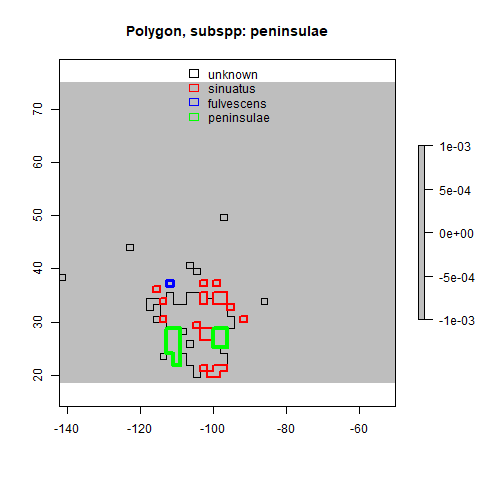 Polygon, subspp: peninsulae
unknown
sinuatus
fulvescens
peninsulae
70
60
50
40
30
20
-140
-120
-100
-80
-60
1e-03
5e-04
0e+00
-5e-04
-1e-03